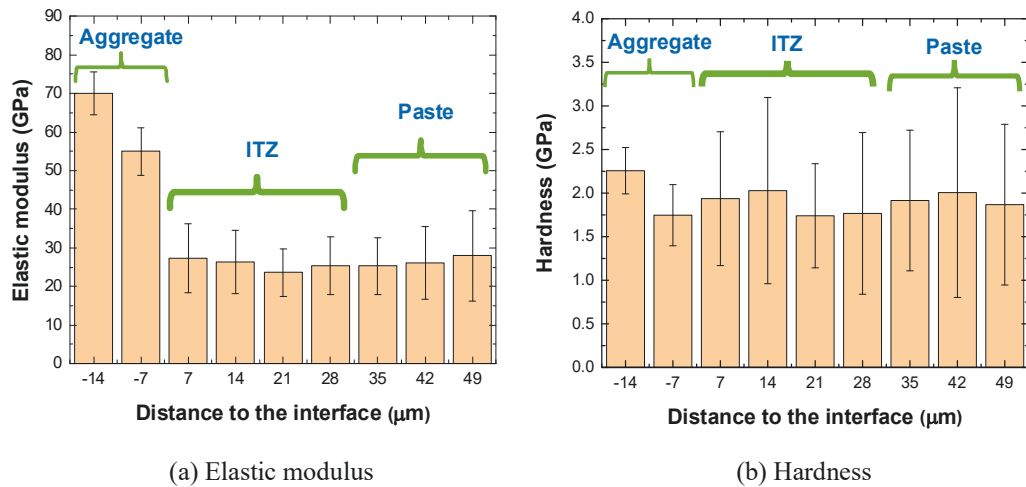 Aggregate
ITZ
Paste
Elastic modulus (GPa)
90
80
70
60
50
40
30
20
10
0
-14 -7 7 14 21 28 35 42 49
Distance to the interface (μm)
(a) Elastic modulus
Aggregate ITZ Paste
Hardness (GPa)
4.0
3.5
3.0
2.5
2.0
1.5
1.0
0.5
0.0
-14 -7 7 14 21 28 35 42 49
Distance to the interface (μm)
(b) Hardness